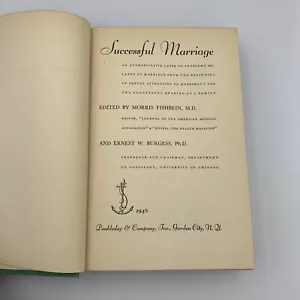 Successful Marriage
AN AUTHORITATIVE GUIDE TO PROBLEMS RE-
LATED TO MARRIAGE FROM THE BEGINNING
OF SEXUAL ATTRACTION TO MATRIMONY AND
THE SUCCESSFUL REARING OF A FAMILY
EDITED BY MORRIS FISHBEIN, M.D.
EDITOR, "JOURNAL OF THE AMERICAN MEDICAL
ASSOCIATION" & "HYGEIA, THE HEALTH MAGAZINE"
AND ERNEST W. BURGESS, Ph.D.
PROFESSOR AND CHAIRMAN, DEPARTMENT
OF SOCIOLOGY, UNIVERSITY OF CHICAGO
1948
Doubleday & Company, Inc., Garden City, N. Y.